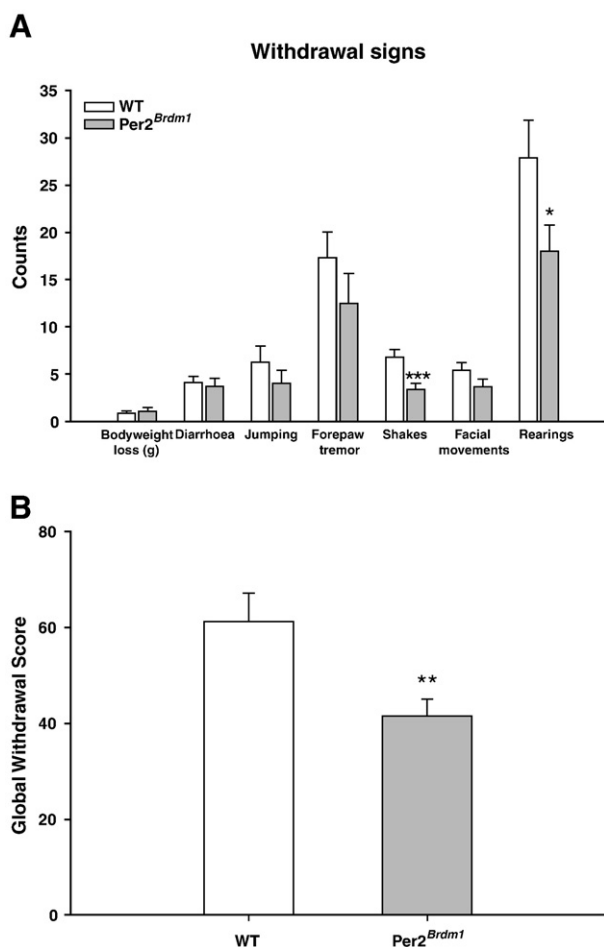 A
Withdrawal signs
35
30
25
20
15
10
5
0
Counts
WT
Per2Brdm1
*
***
Bodyweight loss (g)
Diarrhoea
Jumping
Forepaw tremor
Shakes
Facial movements
Rearings
B
80
60
40
20
0
Global Withdrawal Score
**
WT
Per2Brdm1